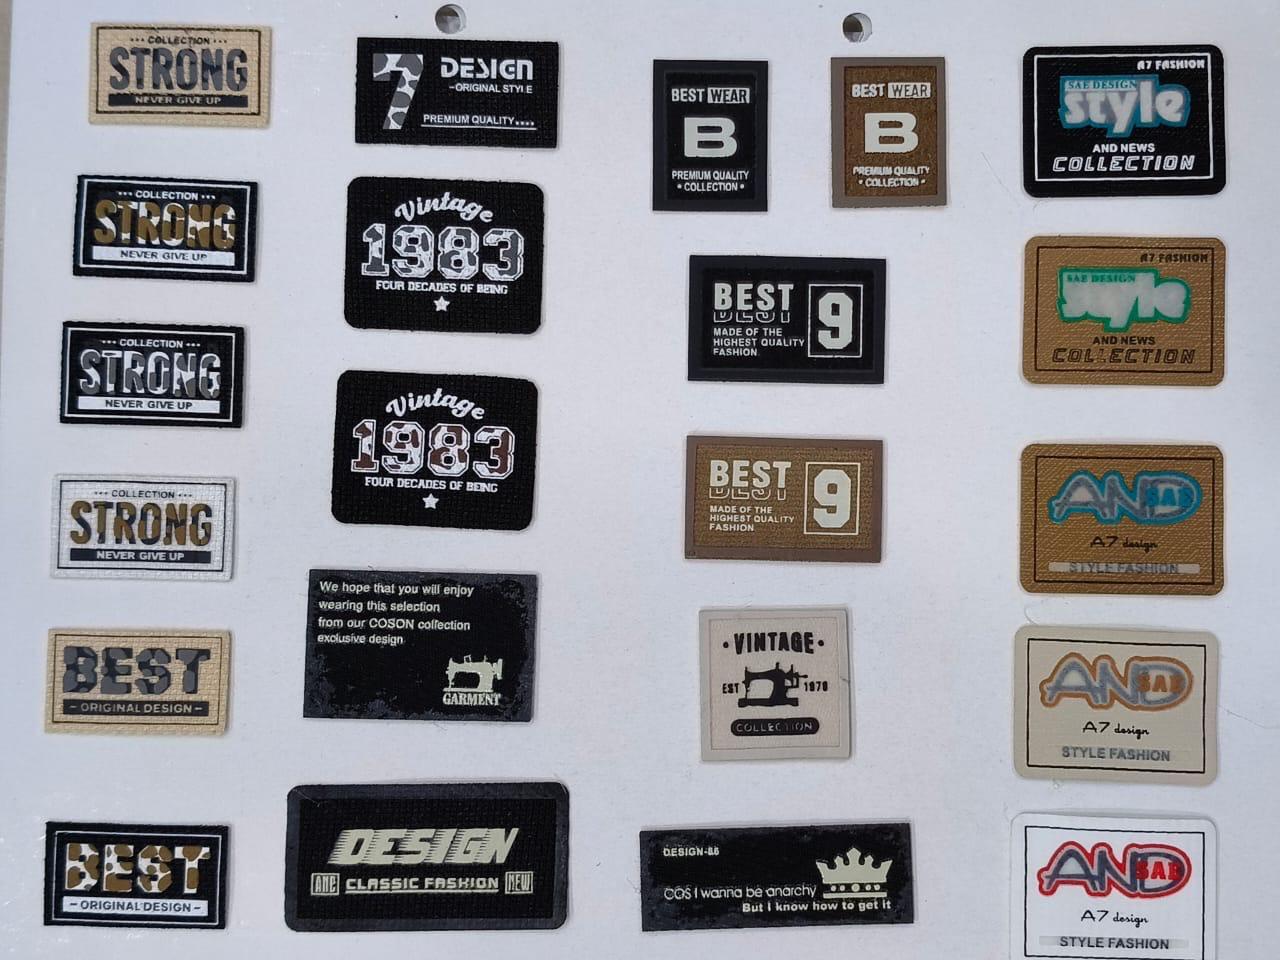 ••• COLLECTION •••
STRONG
NEVER GIVE UP
••• COLLECTION •••
STRONG
NEVER GIVE UP
••• COLLECTION •••
STRONG
NEVER GIVE UP
••• COLLECTION •••
STRONG
NEVER GIVE UP
BEST
- ORIGINAL DESIGN -
BEST
- ORIGINAL DESIGN -
7 DESIGN
-ORIGINAL STYLE
PREMIUM QUALITY....
Vintage
1983
FOUR DECADES OF BEING
Vintage
1983
FOUR DECADES OF BEING
We hope that you will enjoy
wearing this selection
from our COSON collection
exclusive design
GARMENT
DESIGN
AND CLASSIC FASHION NEW
BEST WEAR
B
PREMIUM QUALITY
• COLLECTION •
BEST WEAR
B
PREMIUM QUALITY
• COLLECTION •
BEST 9
BEST
MADE OF THE
HIGHEST QUALITY
FASHION
BEST 9
BEST
MADE OF THE
HIGHEST QUALITY
FASHION
• VINTAGE •
EST 1978
COLLECTION
DESIGN-86
COS I wanna be anarchy
But I know how to get it
A7 FASHION
SAE DESIGN
style
AND NEWS
COLLECTION
A7 FASHION
SAE DESIGN
style
AND NEWS
COLLECTION
AND SAE
A7 design
STYLE FASHION
AND SAE
A7 design
STYLE FASHION
AND SAE
A7 design
STYLE FASHION